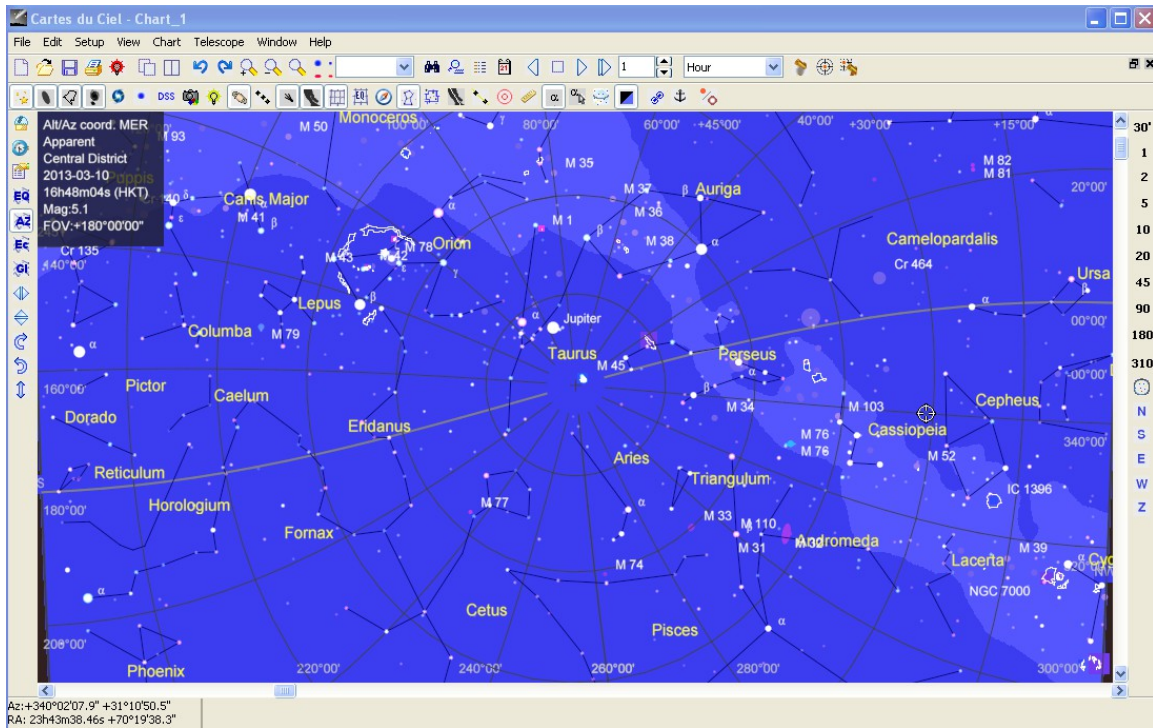 Cartes du Ciel - Chart_1
File Edit Setup View Chart Telescope Window Help
1 Hour
DSS
Alt/Az coord. MER
Apparent
Central District
2013-03-10
16h48m04s (HKT)
Mag:5.1
FOV:+180°00'00"
EQ
AZ
Ec
Gl
M 93
M 50
Monoceros
100°00'
80°00'
60°00'
+45°00'
40°00'
+30°00'
+15°00'
M 35
M 82
M 81
20°00'
Puppis
Cr 140
δ
ε
Canis Major
α
β
M 41
M 37
M 36
M 38
β
Auriga
α
M 1
β
α
Orion
γ
M 78
M 42
M 43
ε
Camelopardalis
Cr 464
Ursa
β
α
Cr 135
140°00'
Lepus
β
Columba
α
M 79
α
Jupiter
Taurus
M 45
Perseus
α
β
M 34
00°00'
160°00'
Pictor
Caelum
Dorado
Eridanus
M 103
Cassiopeia
Cepheus
M 76
M 76
M 52
340°00'
Reticulum
S
180°00'
Horologium
Aries
α
Triangulum
IC 1396
M 77
Fornax
M 33
M 110
β
M 31
M 32
Andromeda
M 39
Lacerta
α
M 74
NGC 7000
α
Cetus
Pisces
α
208°00'
Phoenix
220°00'
240°00'
260°00'
280°00'
300°00'
30'
1
2
5
10
20
45
90
180
310
N
S
E
W
Z
Az:+340°02'07.9" +31°10'50.5"
RA: 23h43m38.46s +70°19'38.3"